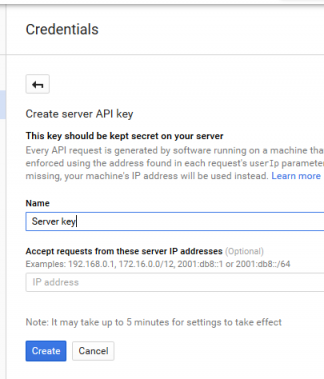 Credentials
Create server API key
This key should be kept secret on your server
Every API request is generated by software running on a machine tha
enforced using the address found in each request's userIp parameter
missing, your machine's IP address will be used instead. Learn more
Name
Server key
Accept requests from these server IP addresses (Optional)
Examples: 192.168.0.1, 172.16.0.0/12, 2001:db8::1 or 2001:db8::/64
IP address
Note: It may take up to 5 minutes for settings to take effect
Create Cancel